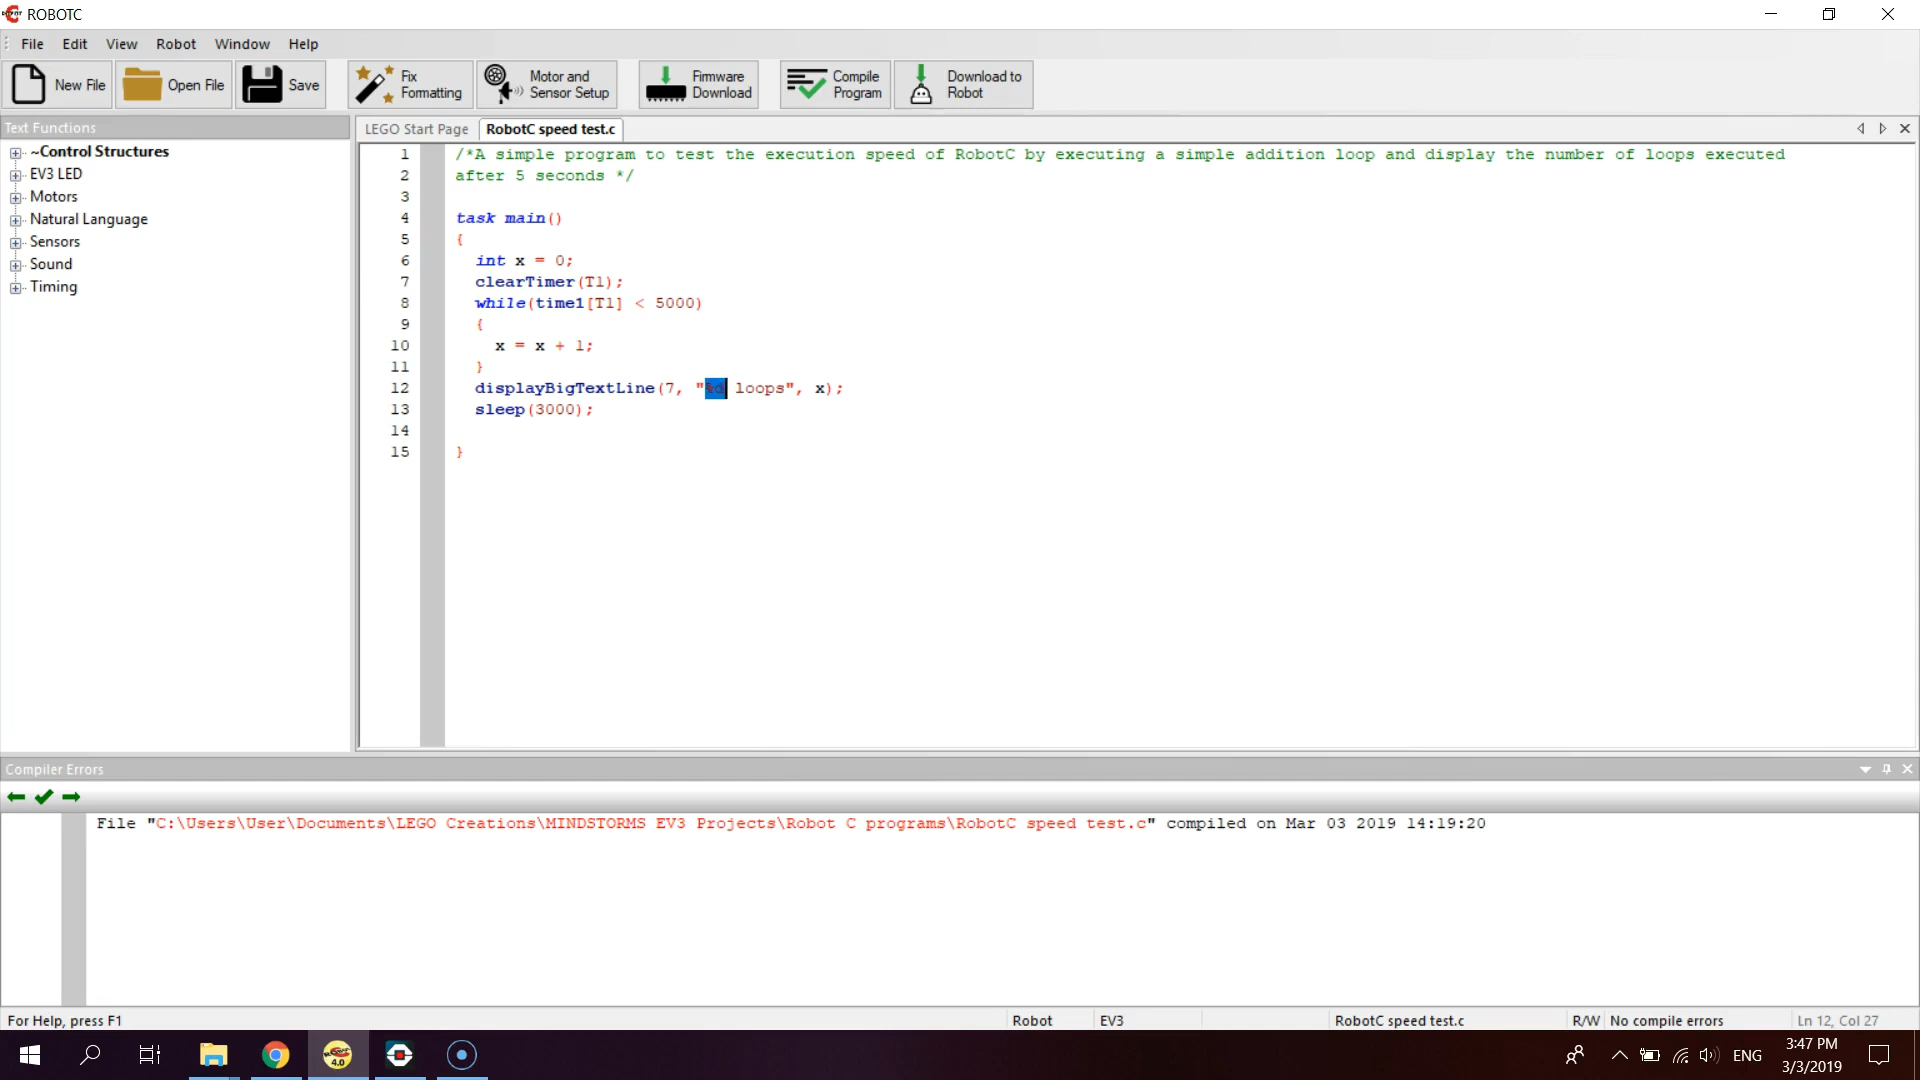 ROBOTC
File Edit View Robot Window Help
New File Open File Save Fix Formatting Motor and Sensor Setup Firmware Download Compile Program Download to Robot
Text Functions
~Control Structures
EV3 LED
Motors
Natural Language
Sensors
Sound
Timing
LEGO Start Page RobotC speed test.c
1 /*A simple program to test the execution speed of RobotC by executing a simple addition loop and display the number of loops executed
2 after 5 seconds */
3
4 task main()
5 {
6 int x = 0;
7 clearTimer(T1);
8 while(time1[T1] < 5000)
9 {
10 x = x + 1;
11 }
12 displayBigTextLine(7, "%d loops", x);
13 sleep(3000);
14
15 }
Compiler Errors
File "C:\Users\User\Documents\LEGO Creations\MINDSTORMS EV3 Projects\Robot C programs\RobotC speed test.c" compiled on Mar 03 2019 14:19:20
For Help, press F1 Robot EV3 RobotC speed test.c R/W No compile errors Ln 12, Col 27
4.0 ENG 3:47 PM
3/3/2019